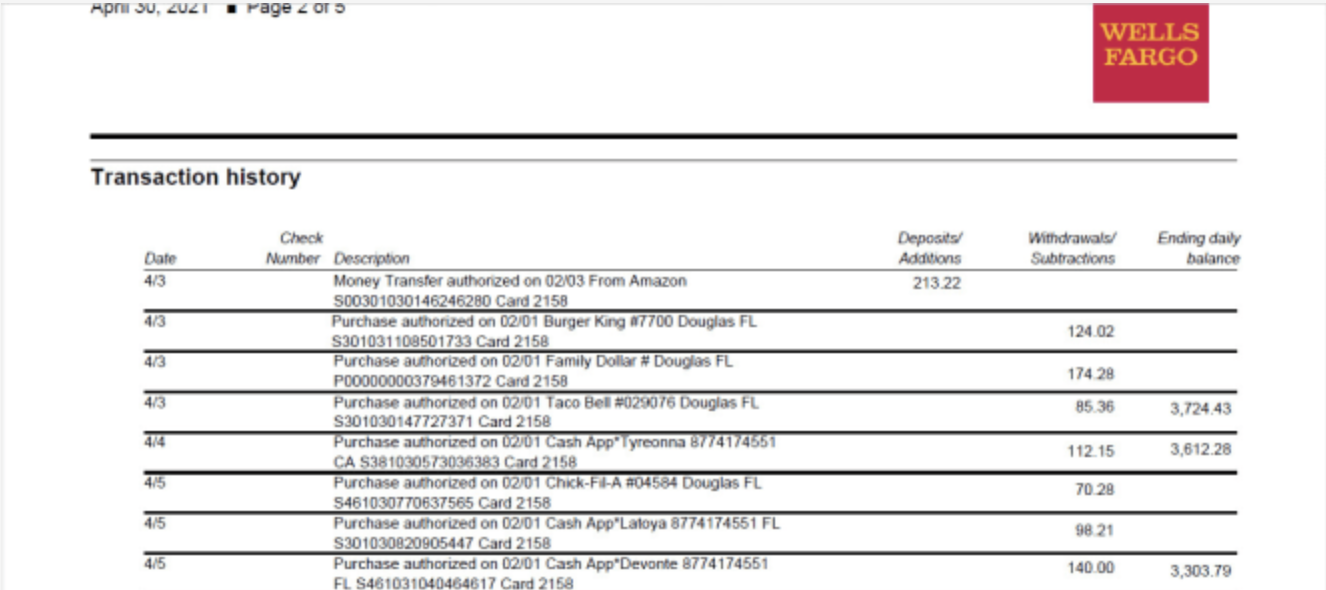 April 30, 2021 ■ Page 2 of 5
WELLS
FARGO
Transaction history
Check Deposits/ Withdrawals/ Ending daily
Date Number Description Additions Subtractions balance
4/3 Money Transfer authorized on 02/03 From Amazon 213.22
S00301030146246280 Card 2158
4/3 Purchase authorized on 02/01 Burger King #7700 Douglas FL 124.02
S301031108501733 Card 2158
4/3 Purchase authorized on 02/01 Family Dollar # Douglas FL 174.28
P00000000379461372 Card 2158
4/3 Purchase authorized on 02/01 Taco Bell #029076 Douglas FL 85.36 3,724.43
S301030147727371 Card 2158
4/4 Purchase authorized on 02/01 Cash App*Tyreonna 8774174551 112.15 3,612.28
CA S381030573036383 Card 2158
4/5 Purchase authorized on 02/01 Chick-Fil-A #04584 Douglas FL 70.28
S461030770637565 Card 2158
4/5 Purchase authorized on 02/01 Cash App*Latoya 8774174551 FL 98.21
S301030820905447 Card 2158
4/5 Purchase authorized on 02/01 Cash App*Devonte 8774174551 140.00 3,303.79
FL S461031040464617 Card 2158